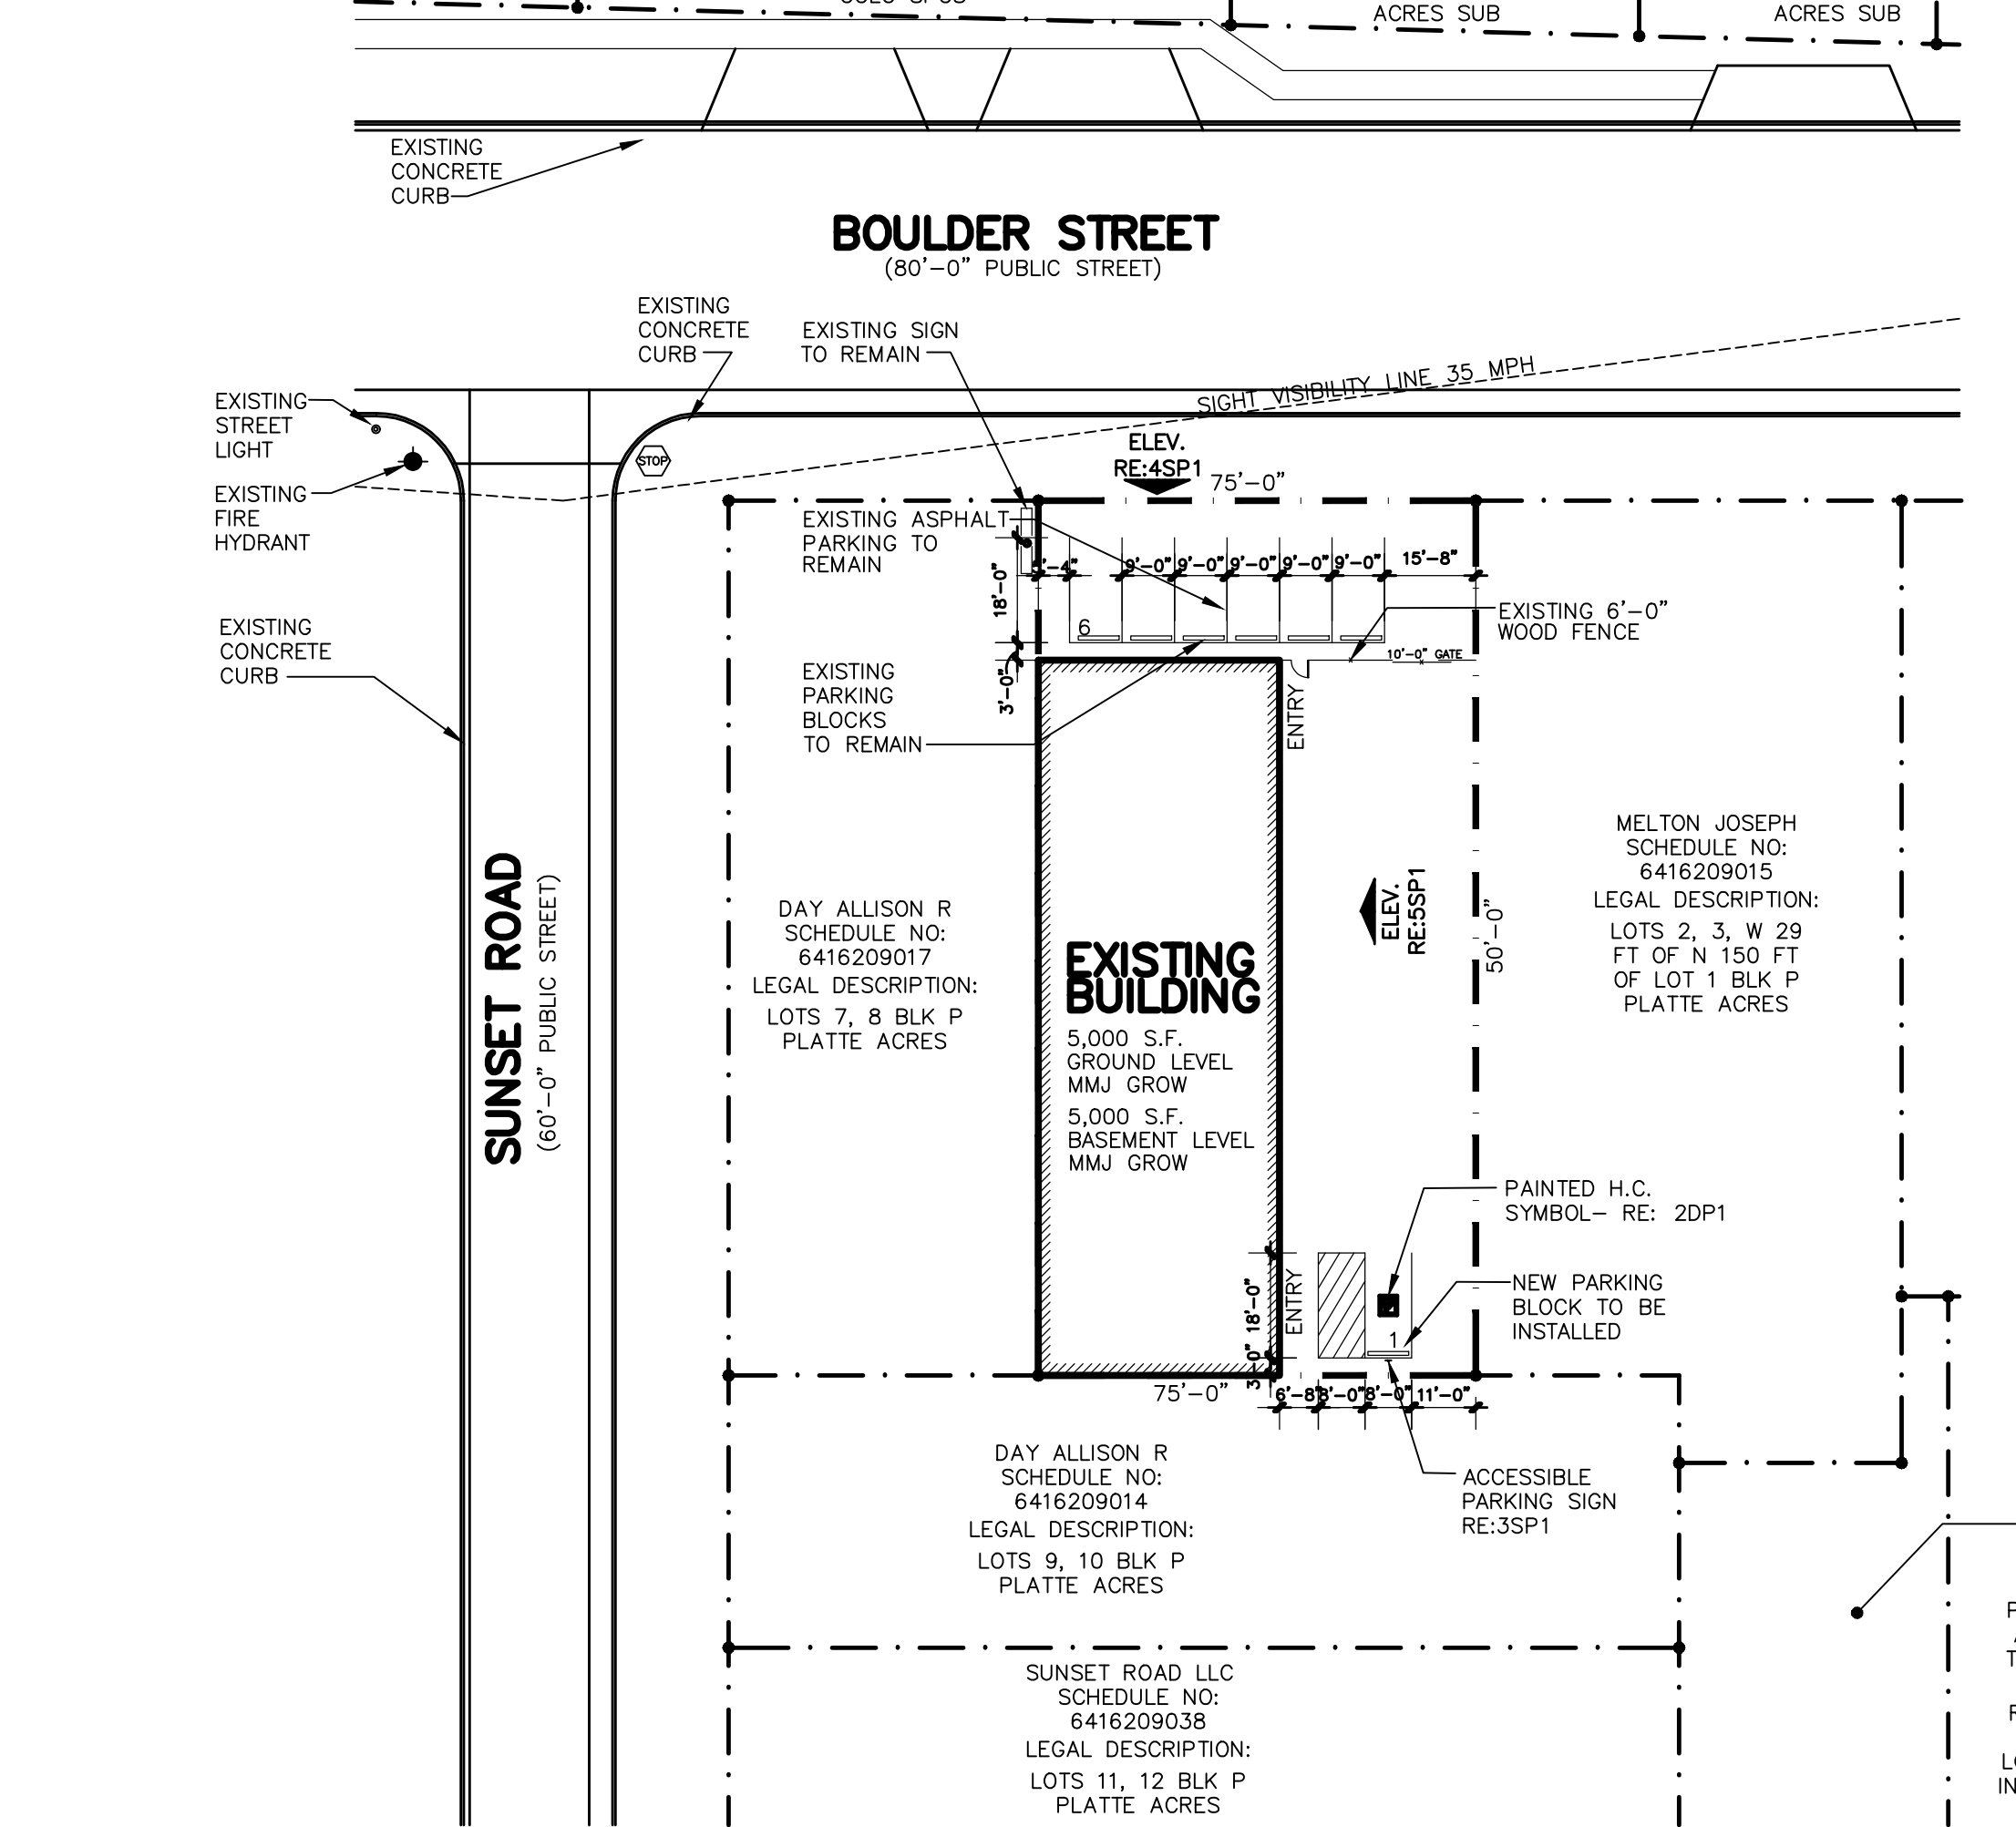 ACRES SUB
ACRES SUB
EXISTING
CONCRETE
CURB
BOULDER STREET
(80'-0" PUBLIC STREET)
EXISTING
CONCRETE
CURB
EXISTING SIGN
TO REMAIN
SIGHT VISIBILITY LINE 35 MPH
EXISTING
STREET
LIGHT
STOP
ELEV.
RE:4SP1
75'-0"
EXISTING
FIRE
HYDRANT
EXISTING ASPHALT
PARKING TO
REMAIN
9'-0" 9'-0" 9'-0" 9'-0" 9'-0" 15'-8"
18'-0"
6
EXISTING 6'-0"
WOOD FENCE
10'-0" GATE
3'-0"
EXISTING
CONCRETE
CURB
EXISTING
PARKING
BLOCKS
TO REMAIN
ENTRY
SUNSET ROAD
(60'-0" PUBLIC STREET)
DAY ALLISON R
SCHEDULE NO:
6416209017
LEGAL DESCRIPTION:
LOTS 7, 8 BLK P
PLATTE ACRES
EXISTING
BUILDING
5,000 S.F.
GROUND LEVEL
MMJ GROW
5,000 S.F.
BASEMENT LEVEL
MMJ GROW
ELEV.
RE:5SP1
50'-0"
MELTON JOSEPH
SCHEDULE NO:
6416209015
LEGAL DESCRIPTION:
LOTS 2, 3, W 29
FT OF N 150 FT
OF LOT 1 BLK P
PLATTE ACRES
PAINTED H.C.
SYMBOL- RE: 2DP1
ENTRY
18'-0"
3'-0"
1
NEW PARKING
BLOCK TO BE
INSTALLED
75'-0"
6'-8" 8'-0" 8'-0" 11'-0"
ACCESSIBLE
PARKING SIGN
RE:3SP1
DAY ALLISON R
SCHEDULE NO:
6416209014
LEGAL DESCRIPTION:
LOTS 9, 10 BLK P
PLATTE ACRES
SUNSET ROAD LLC
SCHEDULE NO:
6416209038
LEGAL DESCRIPTION:
LOTS 11, 12 BLK P
PLATTE ACRES